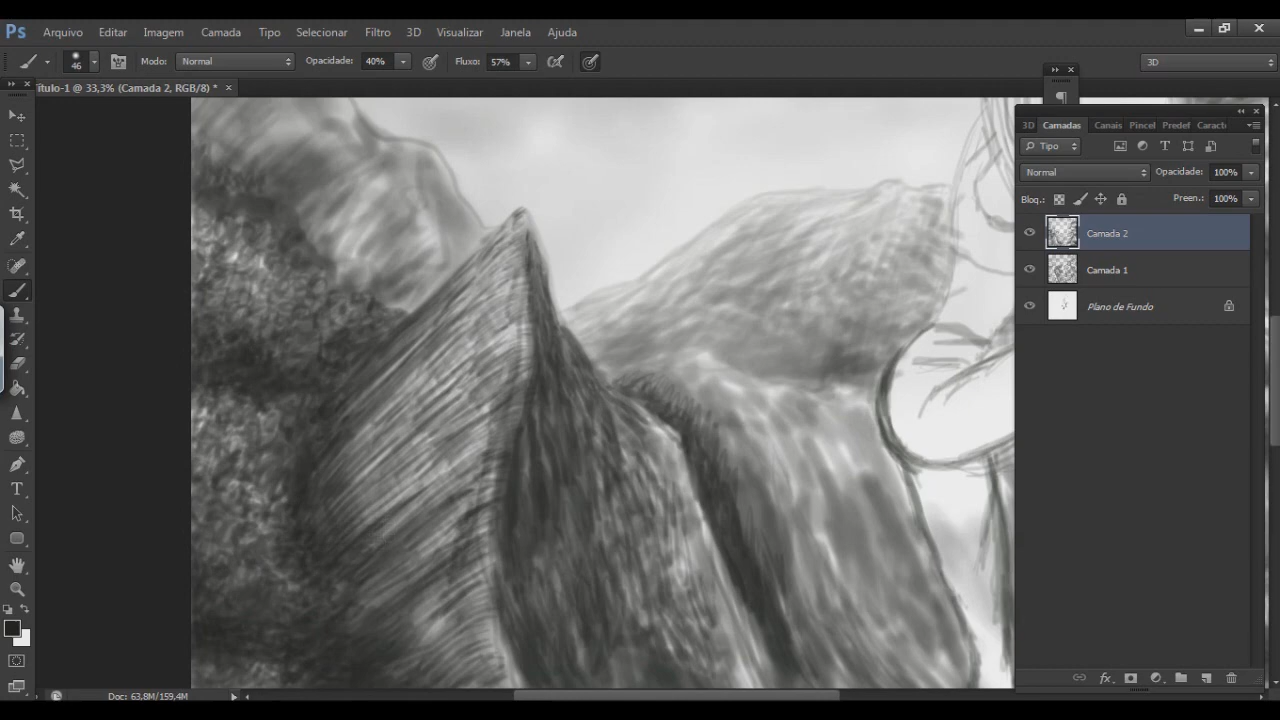 Ps Arquivo Editar Imagem Camada Tipo Selecionar Filtro 3D Visualizar Janela Ajuda
46 Modo: Normal Opacidade: 40% Fluxo: 57% 3D
ítulo-1 @ 33,3% (Camada 2, RGB/8) *
3D Camadas Canais Pincel Predef Caract
Tipo
Normal Opacidade: 100%
Bloq.: Preen.: 100%
Camada 2
Camada 1
Plano de Fundo
fx
Doc: 63,8M/159,4M